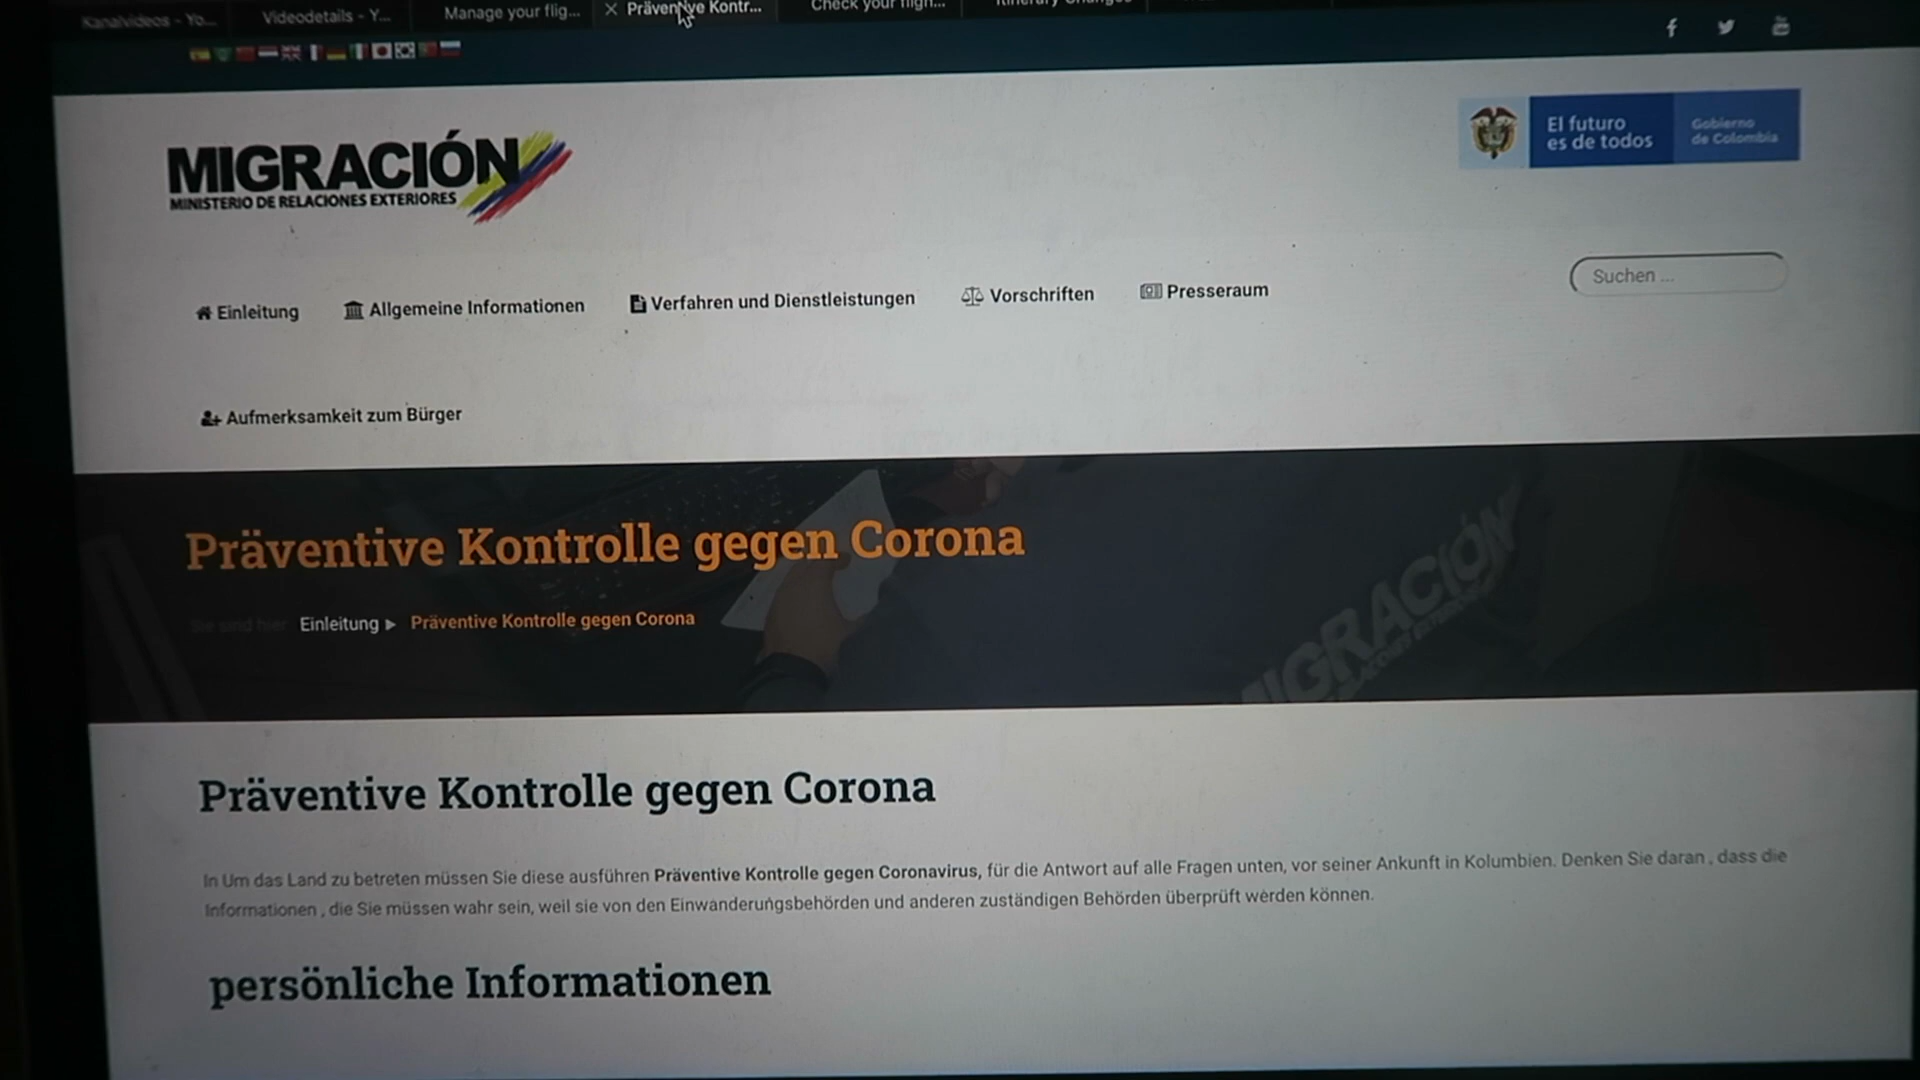 Kanalvideos - Yo...
Videodetails - Y...
Manage your flig...
Präventive Kontr...
Check your fligh...
MIGRACIÓN
MINISTERIO DE RELACIONES EXTERIORES
El futuro
es de todos
Gobierno
de Colombia
Einleitung
Allgemeine Informationen
Verfahren und Dienstleistungen
Vorschriften
Presseraum
Suchen ...
Aufmerksamkeit zum Bürger
Präventive Kontrolle gegen Corona
Sie sind hier: Einleitung ▶ Präventive Kontrolle gegen Corona
MIGRACIÓN
Präventive Kontrolle gegen Corona
In Um das Land zu betreten müssen Sie diese ausführen Präventive Kontrolle gegen Coronavirus, für die Antwort auf alle Fragen unten, vor seiner Ankunft in Kolumbien. Denken Sie daran , dass die
Informationen , die Sie müssen wahr sein, weil sie von den Einwanderungsbehörden und anderen zuständigen Behörden überprüft werden können.
persönliche Informationen